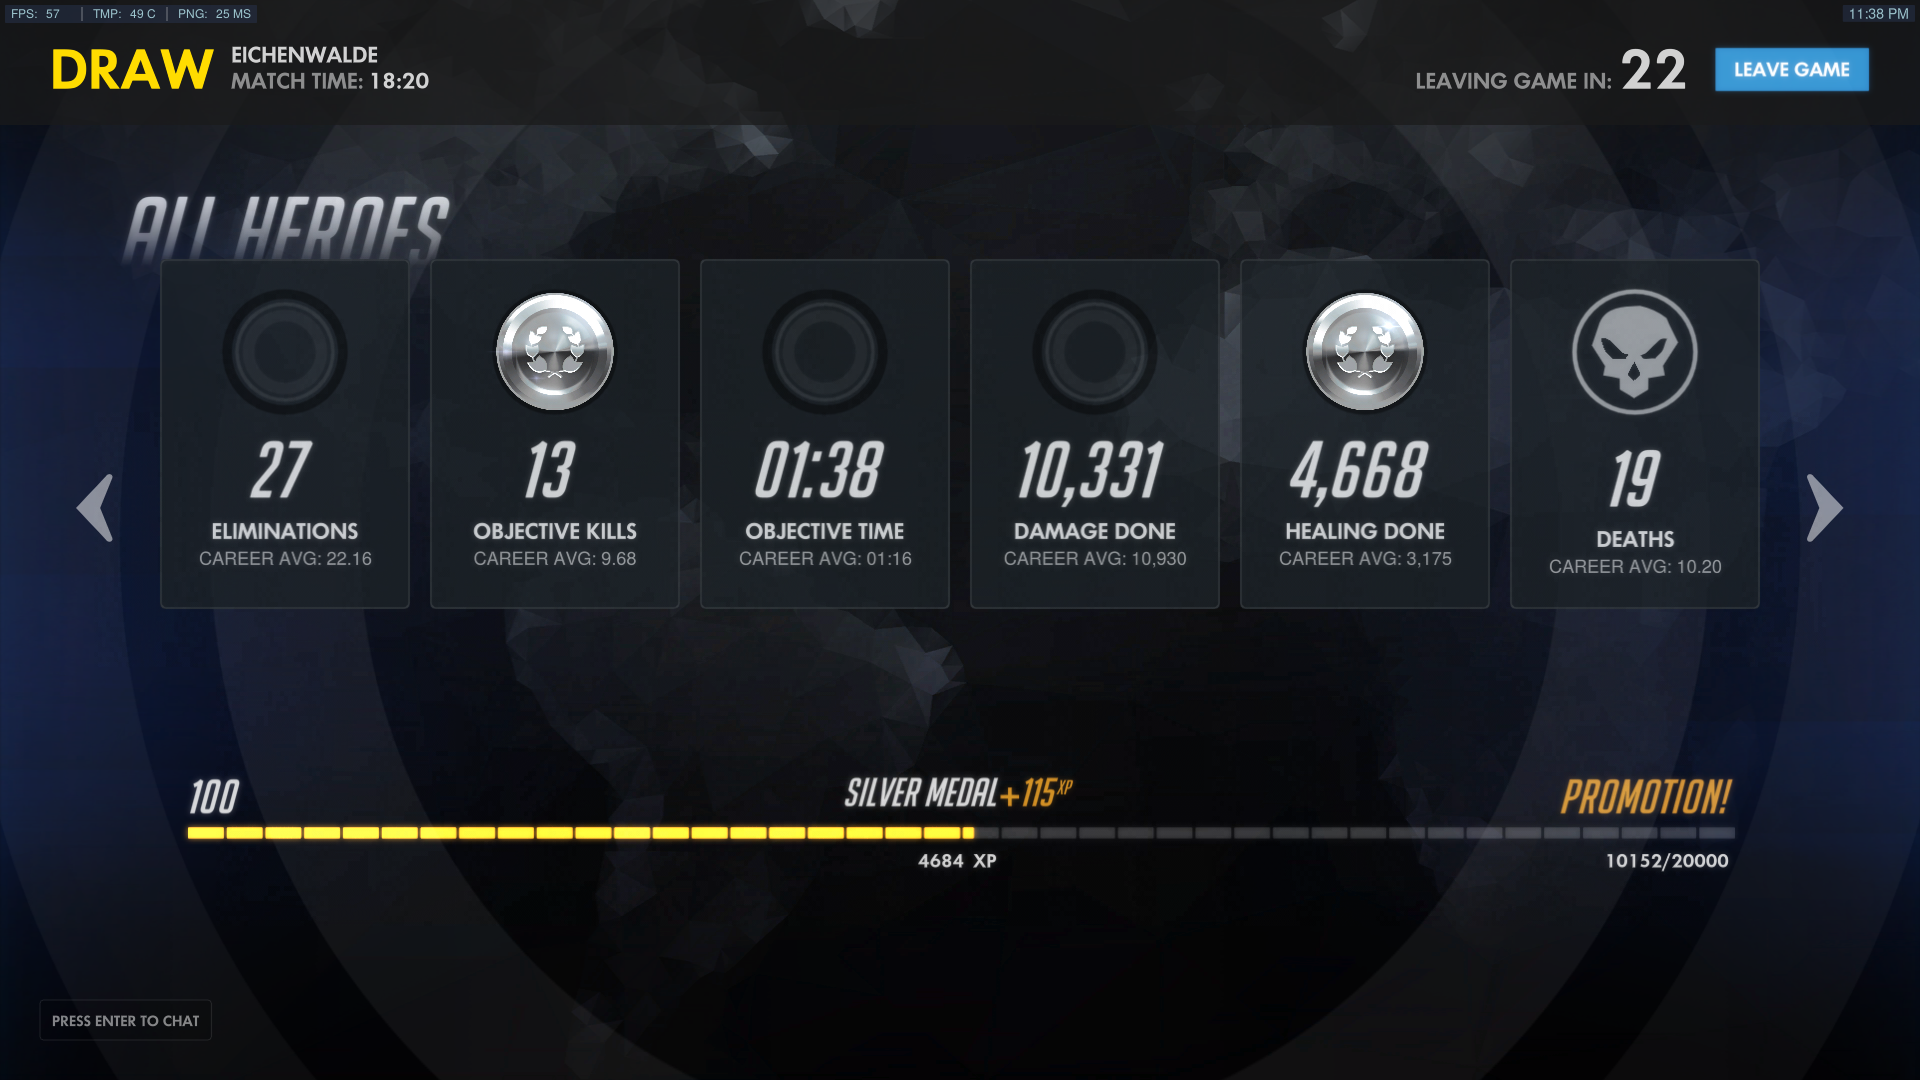 FPS: 57 | TMP: 49 C | PNG: 25 MS
11:38 PM
DRAW
EICHENWALDE
MATCH TIME: 18:20
LEAVING GAME IN: 22
LEAVE GAME
ALL HEROES
27
ELIMINATIONS
CAREER AVG: 22.16
13
OBJECTIVE KILLS
CAREER AVG: 9.68
01:38
OBJECTIVE TIME
CAREER AVG: 01:16
10,331
DAMAGE DONE
CAREER AVG: 10,930
4,668
HEALING DONE
CAREER AVG: 3,175
19
DEATHS
CAREER AVG: 10.20
100
SILVER MEDAL +115 XP
PROMOTION!
4684 XP
10152/20000
PRESS ENTER TO CHAT